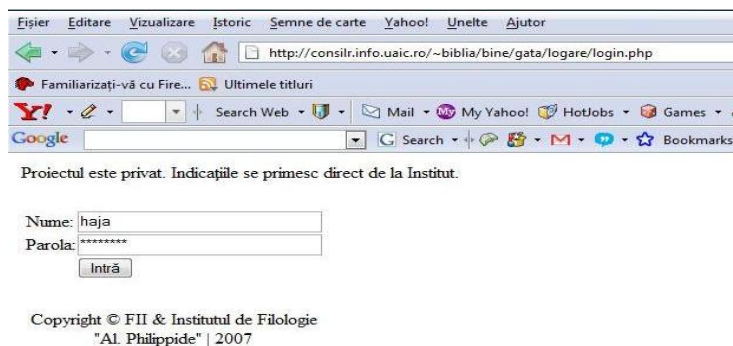 Fișier Editare Vizualizare Istoric Semne de carte Yahoo! Unelte Ajutor
http://consilr.info.uaic.ro/~biblia/bine/gata/logare/login.php
Familiarizați-vă cu Fire... Ultimele titluri
Y! Search Web Mail My My Yahoo! HotJobs Games
Google G Search Bookmarks
Proiectul este privat. Indicațiile se primesc direct de la Institut.
Nume: haja
Parola: ********
Intră
Copyright © FII & Institutul de Filologie
"Al. Philippide" | 2007